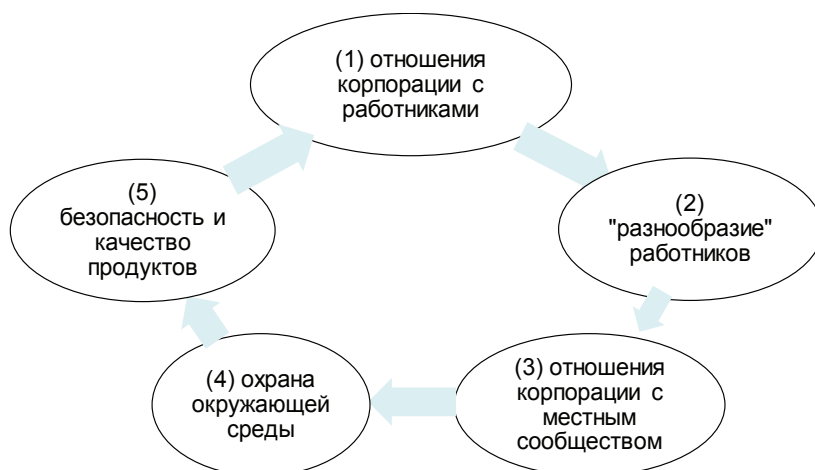 (1) отношения
корпорации с
работниками
(2)
"разнообразие"
работников
(3) отношения
корпорации с
местным
сообществом
(4) охрана
окружающей
среды
(5)
безопасность и
качество
продуктов